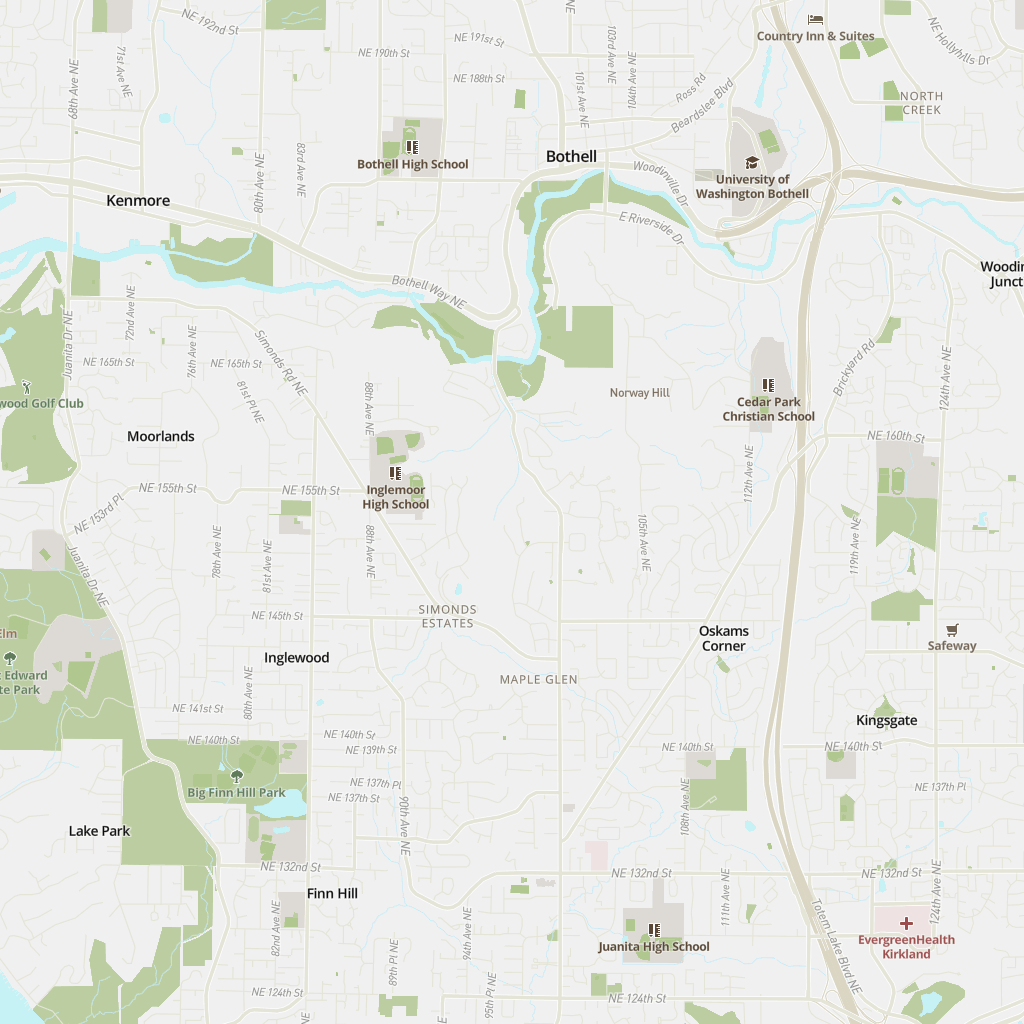 NE 192nd St
Country Inn & Suites
NE Hollyhills Dr
NE 191st St
NE 190th St
NE 188th St
71st Ave NE
68th Ave NE
103rd Ave NE
104th Ave NE
101st Ave NE
Ross Rd
Beardslee Blvd
NORTH
CREEK
Bothell High School
Bothell
83rd Ave NE
80th Ave NE
Woodinville Dr
University of
Washington Bothell
Kenmore
E Riverside Dr
Bothell Way NE
72nd Ave NE
Juanita Dr NE
76th Ave NE
Simonds Rd NE
NE 165th St
NE 165th St
81st Pl NE
88th Ave NE
Brickyard Rd
124th Ave NE
Norway Hill
Cedar Park
Christian School
wood Golf Club
Moorlands
NE 160th St
112th Ave NE
Inglemoor
High School
NE 155th St
NE 155th St
NE 153rd Pl
78th Ave NE
81st Ave NE
88th Ave NE
105th Ave NE
119th Ave NE
Juanita Dr NE
SIMONDS
ESTATES
NE 145th St
Elm
Edward
te Park
Inglewood
Oskams
Corner
Safeway
MAPLE GLEN
80th Ave NE
NE 141st St
Kingsgate
NE 140th St
NE 140th St
NE 139th St
NE 140th St
NE 140th St
NE 137th Pl
NE 137th St
NE 137th Pl
Big Finn Hill Park
90th Ave NE
108th Ave NE
Lake Park
NE 132nd St
NE 132nd St
NE 132nd St
Finn Hill
124th Ave NE
111th Ave NE
82nd Ave NE
94th Ave NE
89th Pl NE
Totem Lake Blvd NE
Juanita High School
EvergreenHealth
Kirkland
NE 124th St
95th Pl NE
NE 124th St